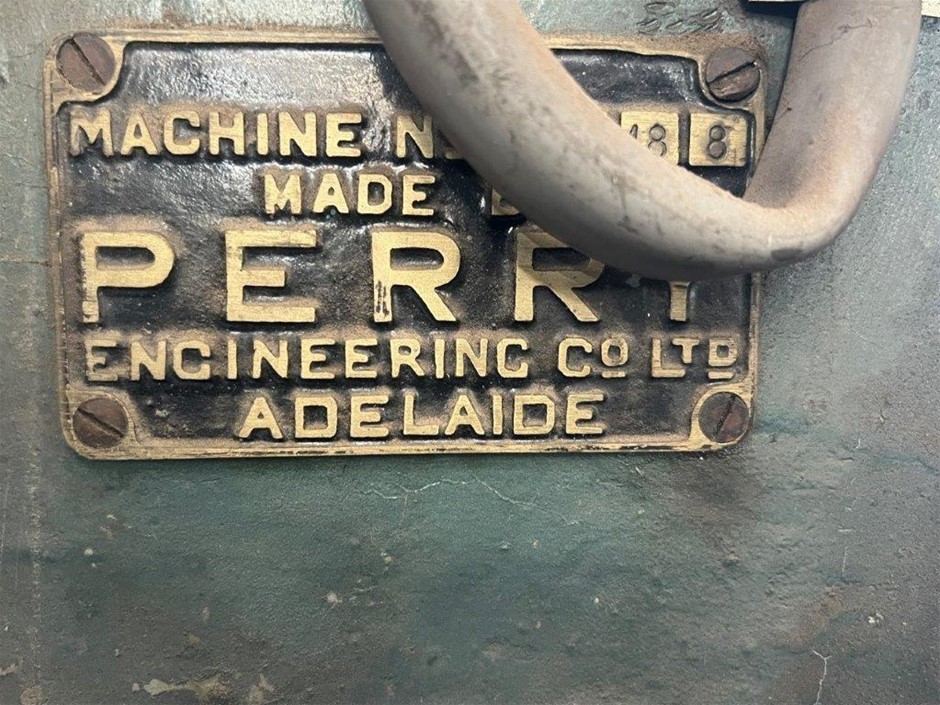 MACHINE
MADE
PERRY
ENGINEERING Co LTD
ADELAIDE